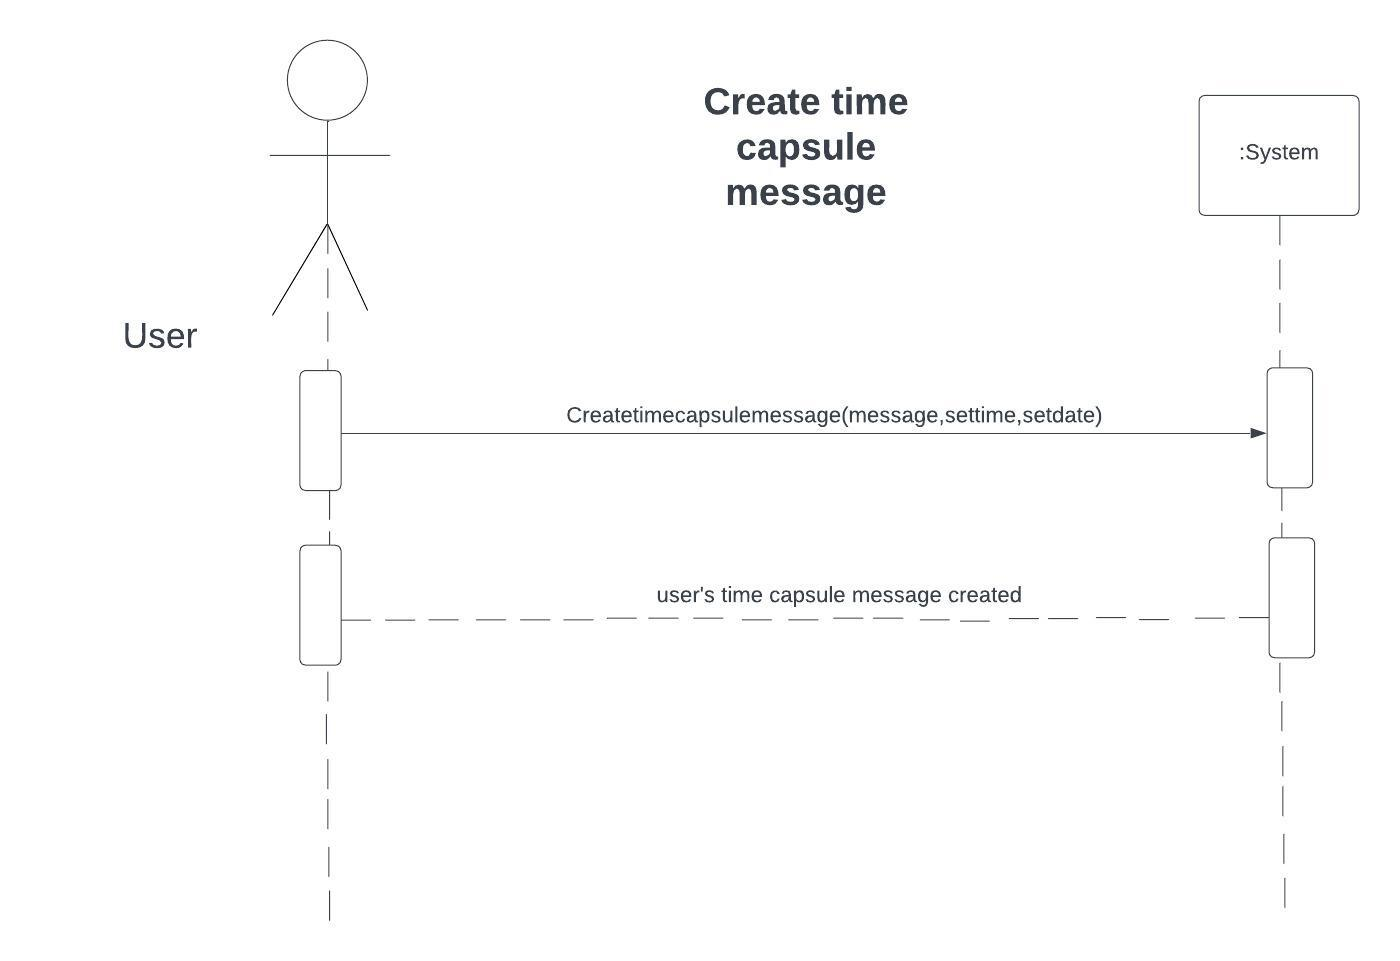 Create time
capsule
message
:System
User
Createtimecapsulemessage(message,settime,setdate)
user's time capsule message created